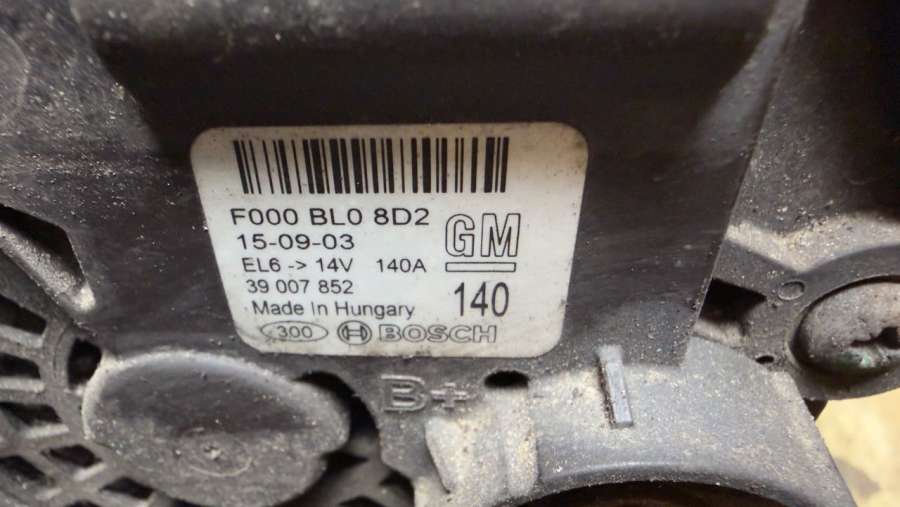 F000 BL0 8D2
15-09-03
EL6 -> 14V 140A
39 007 852
Made In Hungary
300 BOSCH
GM
140
B+